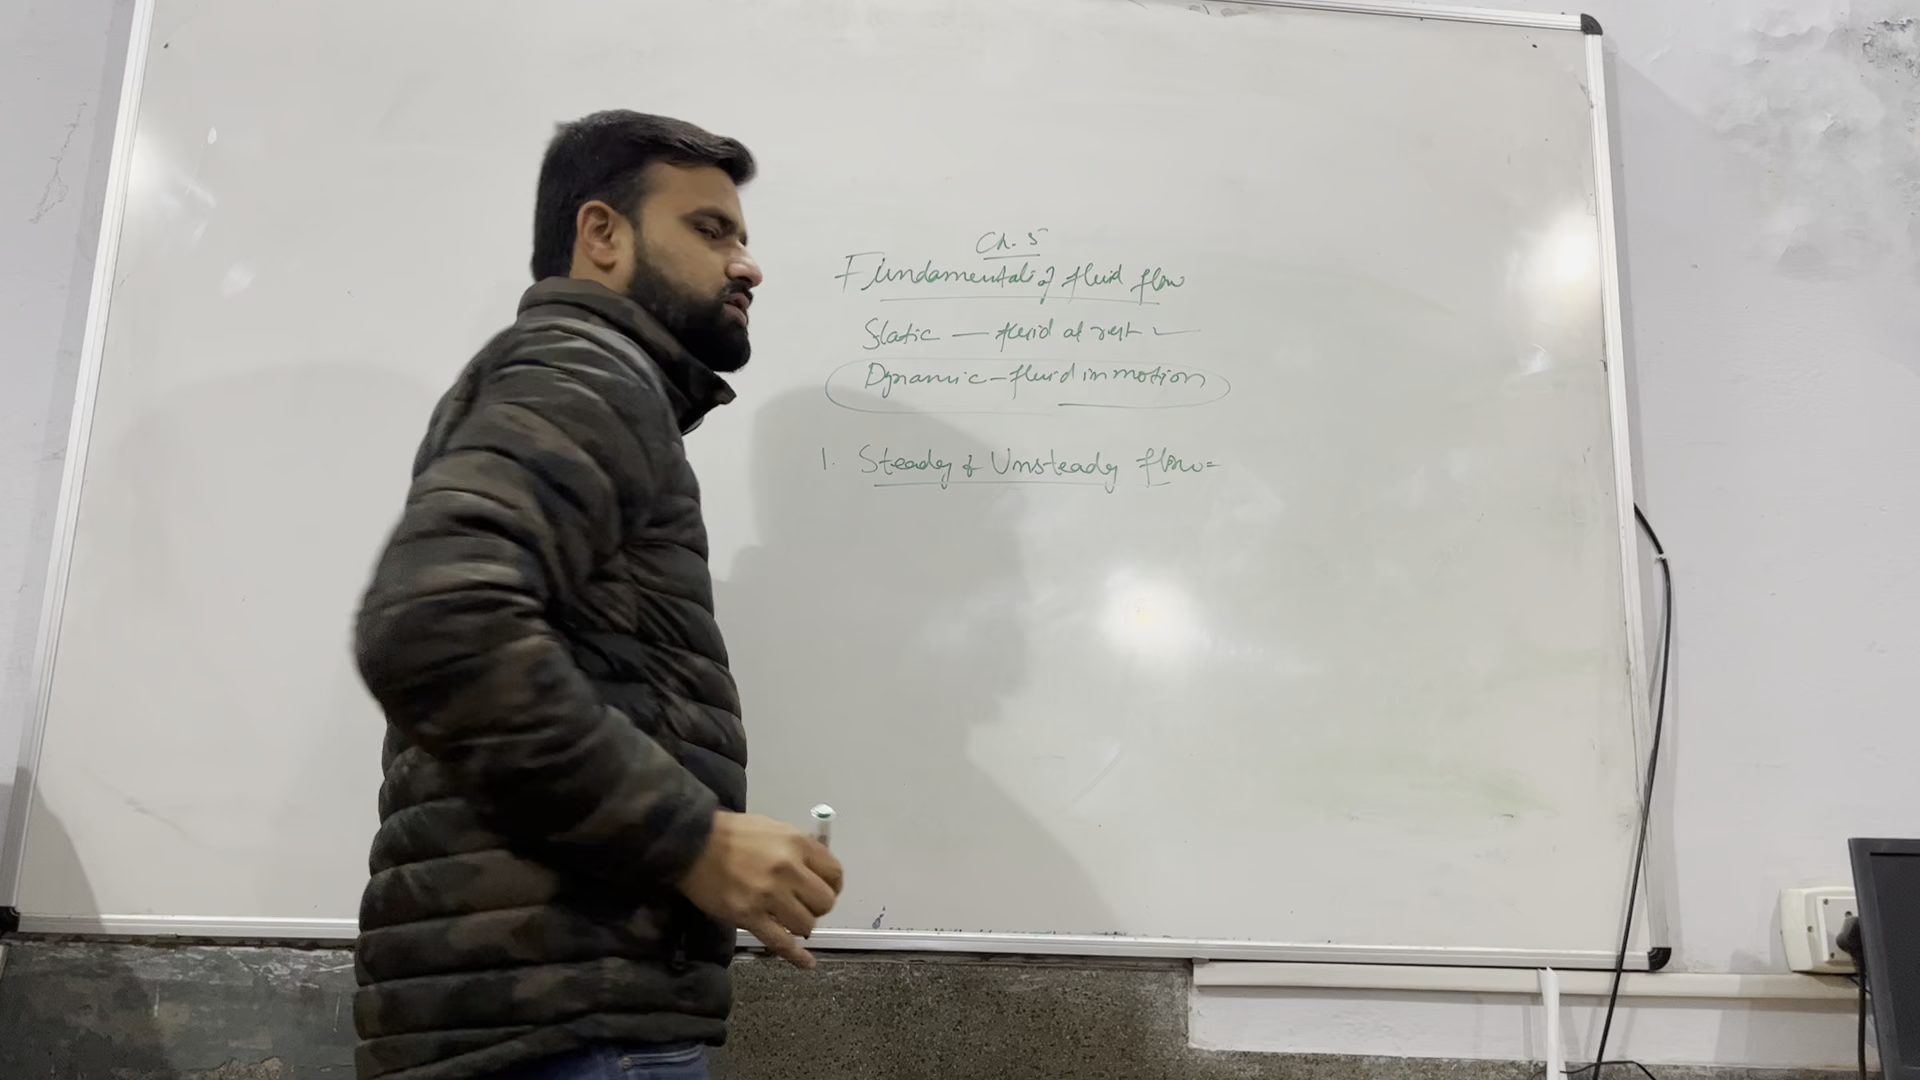 Ch. 5
Fundamentals of fluid flow
Static — fluid at rest
Dynamic – fluid in motion
1. Steady & Unsteady flow=